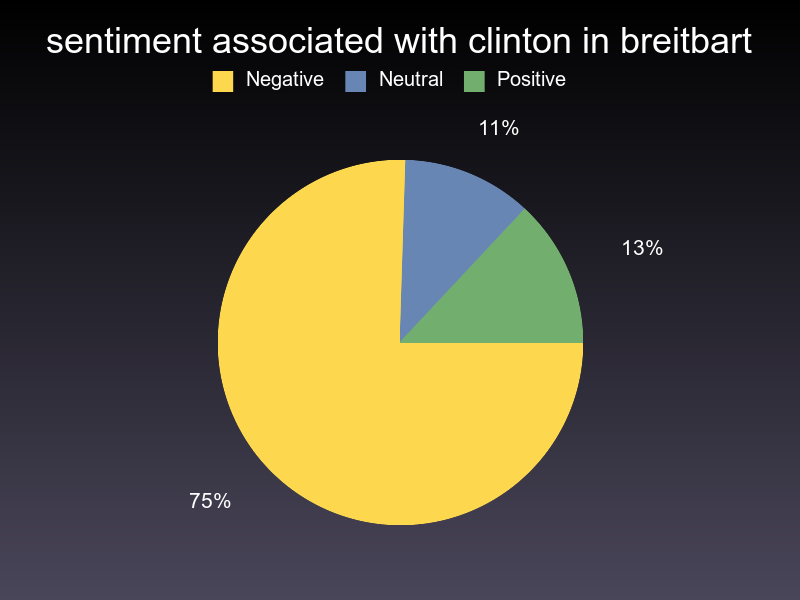 sentiment associated with clinton in breitbart
Negative Neutral Positive
11%
13%
75%